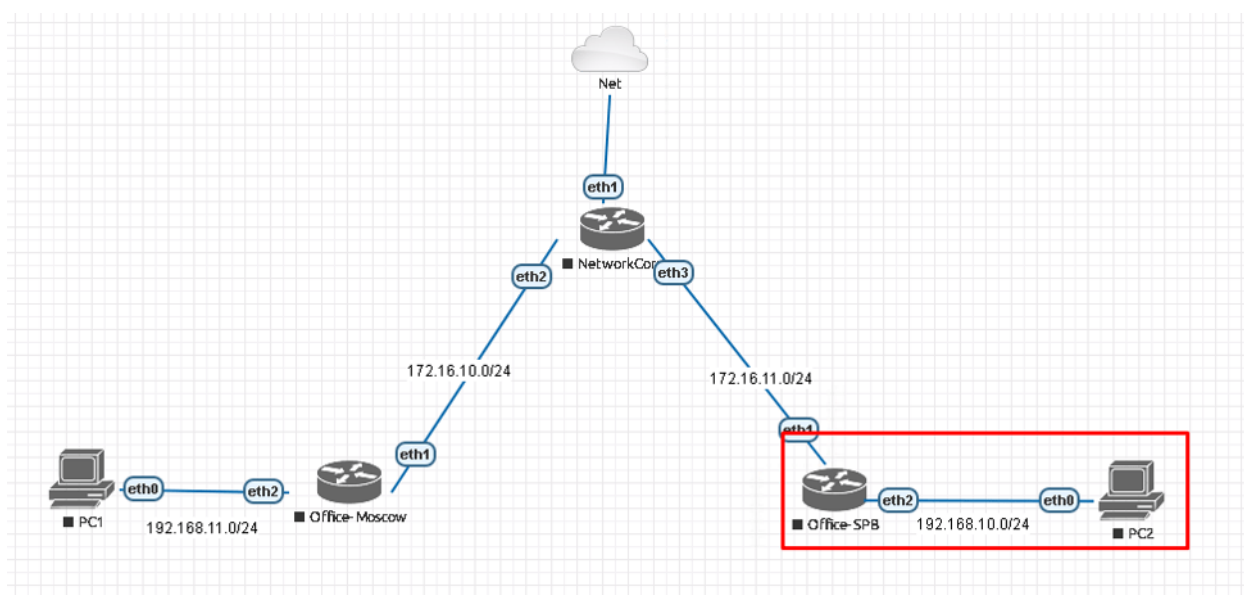 Net
eth1
NetworkCor
eth2
eth3
172.16.10.0/24
172.16.11.0/24
eth1
eth1
eth0
eth2
PC1
192.168.11.0/24
Office-Moscow
eth2
eth0
Office-SPB
192.168.10.0/24
PC2